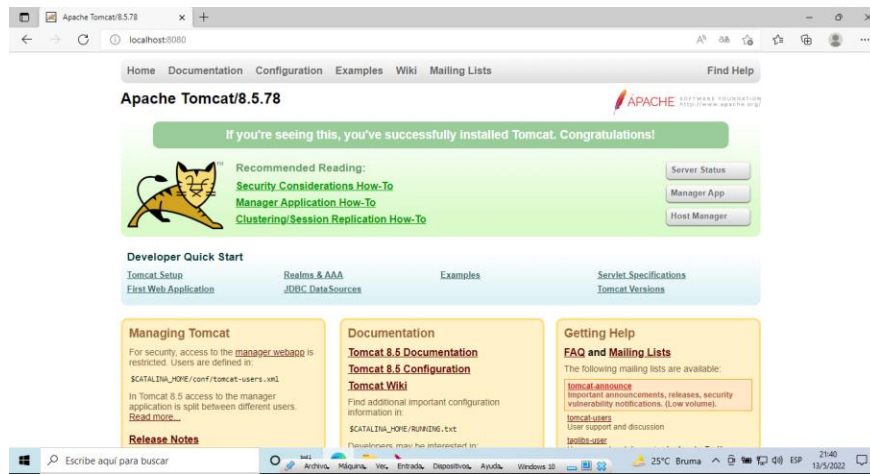 Apache Tomcat/8.5.78
localhost:8080
Home Documentation Configuration Examples Wiki Mailing Lists Find Help
Apache Tomcat/8.5.78
APACHE SOFTWARE FOUNDATION
http://www.apache.org/
If you're seeing this, you've successfully installed Tomcat. Congratulations!
TM
Recommended Reading:
Security Considerations How-To
Manager Application How-To
Clustering/Session Replication How-To
Server Status
Manager App
Host Manager
Developer Quick Start
Tomcat Setup
First Web Application
Realms & AAA
JDBC DataSources
Examples
Servlet Specifications
Tomcat Versions
Managing Tomcat
For security, access to the manager webapp is
restricted. Users are defined in:
$CATALINA_HOME/conf/tomcat-users.xml
In Tomcat 8.5 access to the manager
application is split between different users.
Read more...
Release Notes
Documentation
Tomcat 8.5 Documentation
Tomcat 8.5 Configuration
Tomcat Wiki
Find additional important configuration
information in:
$CATALINA_HOME/RUNNING.txt
Developers may be interested in:
Getting Help
FAQ and Mailing Lists
The following mailing lists are available:
tomcat-announce
Important announcements, releases, security
vulnerability notifications. (Low volume).
tomcat-users
User support and discussion
taglibs-user
Escribe aquí para buscar
Archivo, Máquina, Ver, Entrada, Dispositivos, Ayuda, Windows 10
25°C Bruma
ESP
21:40
13/5/2022